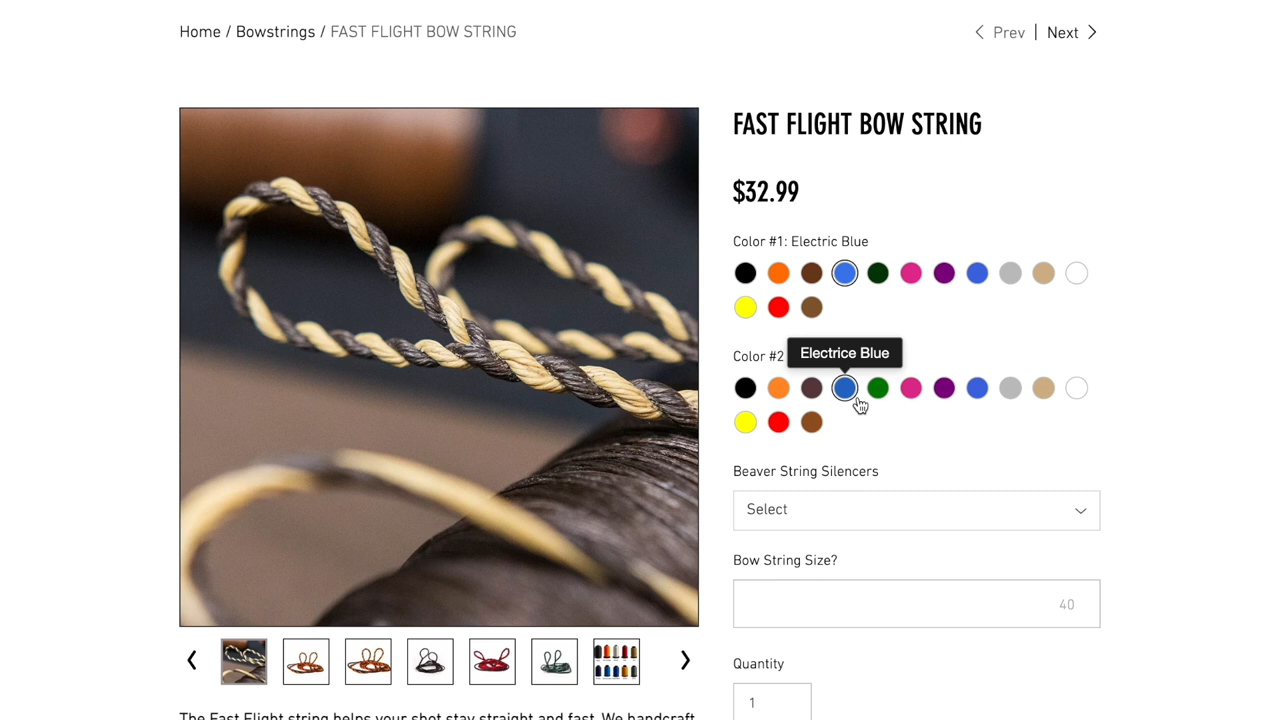 Home / Bowstrings / FAST FLIGHT BOW STRING
Prev | Next
FAST FLIGHT BOW STRING
$32.99
Color #1: Electric Blue
Color #2
Electrice Blue
Beaver String Silencers
Select
Bow String Size?
40
Quantity
1
The Fast Flight string helps your shot stay straight and fast. We handcraft